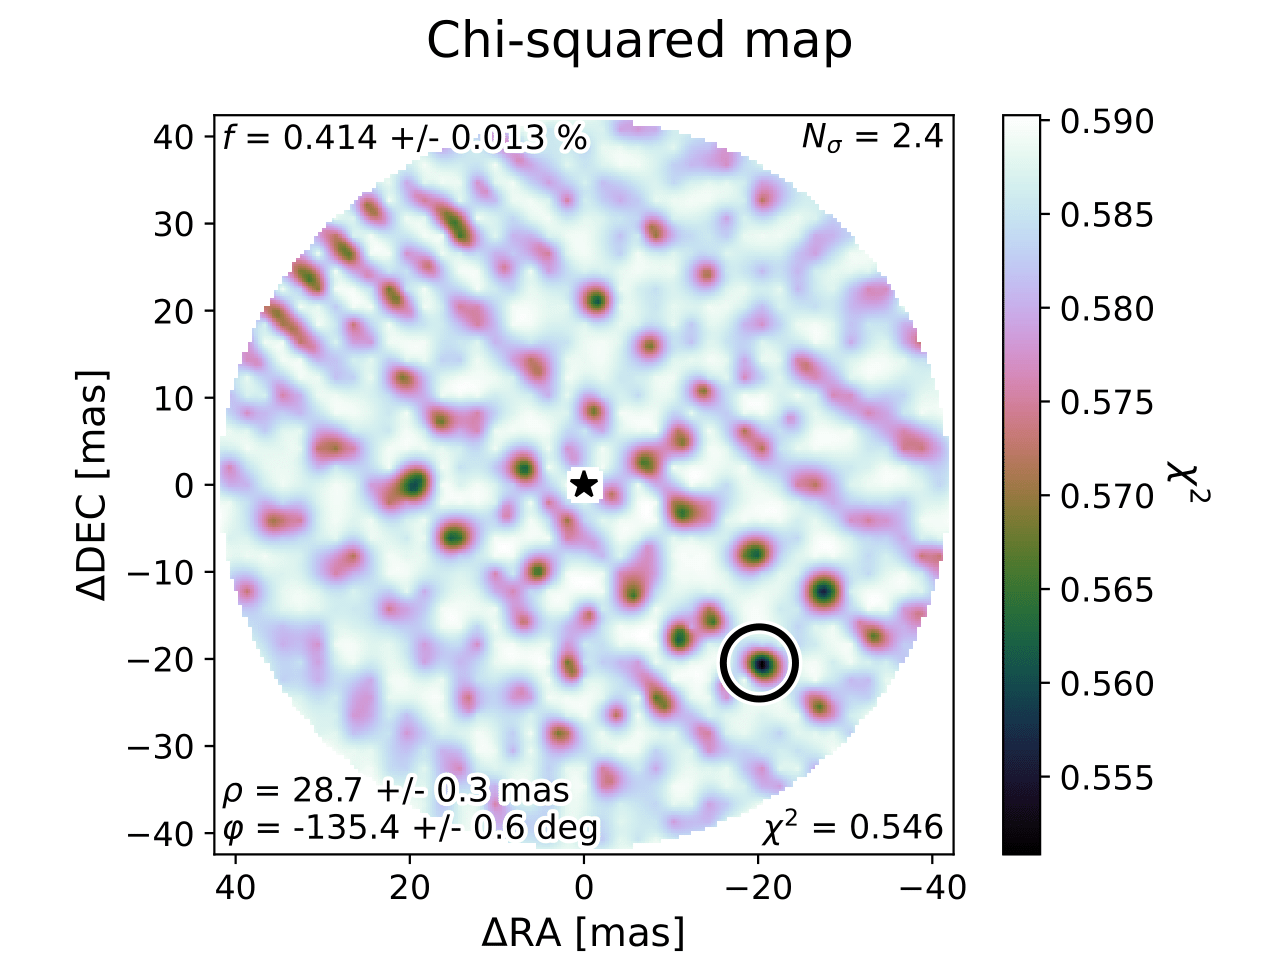 Chi-squared map
f = 0.414 +/- 0.013 %
N_σ = 2.4
40
30
20
10
0
−10
−20
−30
−40
ΔDEC [mas]
ρ = 28.7 +/- 0.3 mas
φ = -135.4 +/- 0.6 deg
χ² = 0.546
40
20
0
−20
−40
ΔRA [mas]
0.590
0.585
0.580
0.575
0.570
0.565
0.560
0.555
χ²